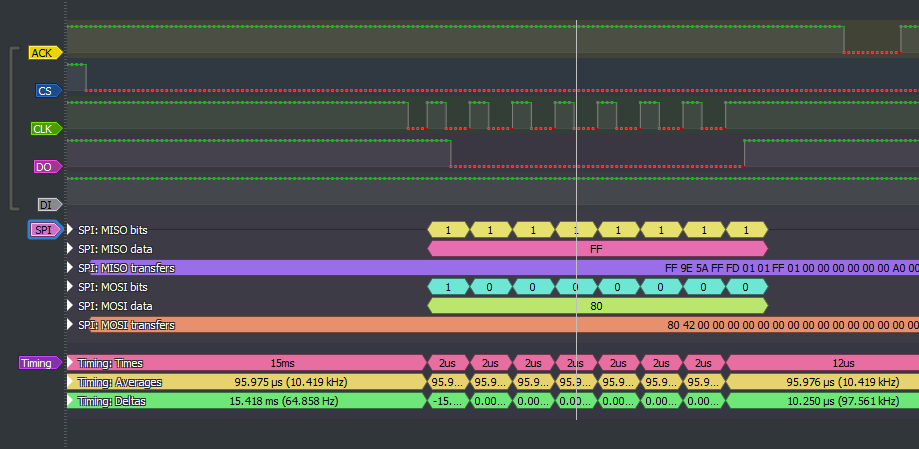 ACK
CS
CLK
DO
DI
SPI
SPI: MISO bits 1 1 1 1 1 1 1 1
SPI: MISO data FF
SPI: MISO transfers FF 9E 5A FF FD 01 01 FF 01 00 00 00 00 00 00 A0 00
SPI: MOSI bits 1 0 0 0 0 0 0 0
SPI: MOSI data 80
SPI: MOSI transfers 80 42 00 00 00 00 00 00 00 00 00 00 00 00 00 00 00
Timing
Timing: Times 15ms 2us 2us 2us 2us 2us 2us 2us 12us
Timing: Averages 95.975 µs (10.419 kHz) 95.9... 95.9... 95.9... 95.9... 95.9... 95.9... 95.9... 95.976 µs (10.419 kHz)
Timing: Deltas 15.418 ms (64.858 Hz) -15.... 0.00... 0.00... 0.00... 0.00... 0.00... 0.00... 10.250 µs (97.561 kHz)